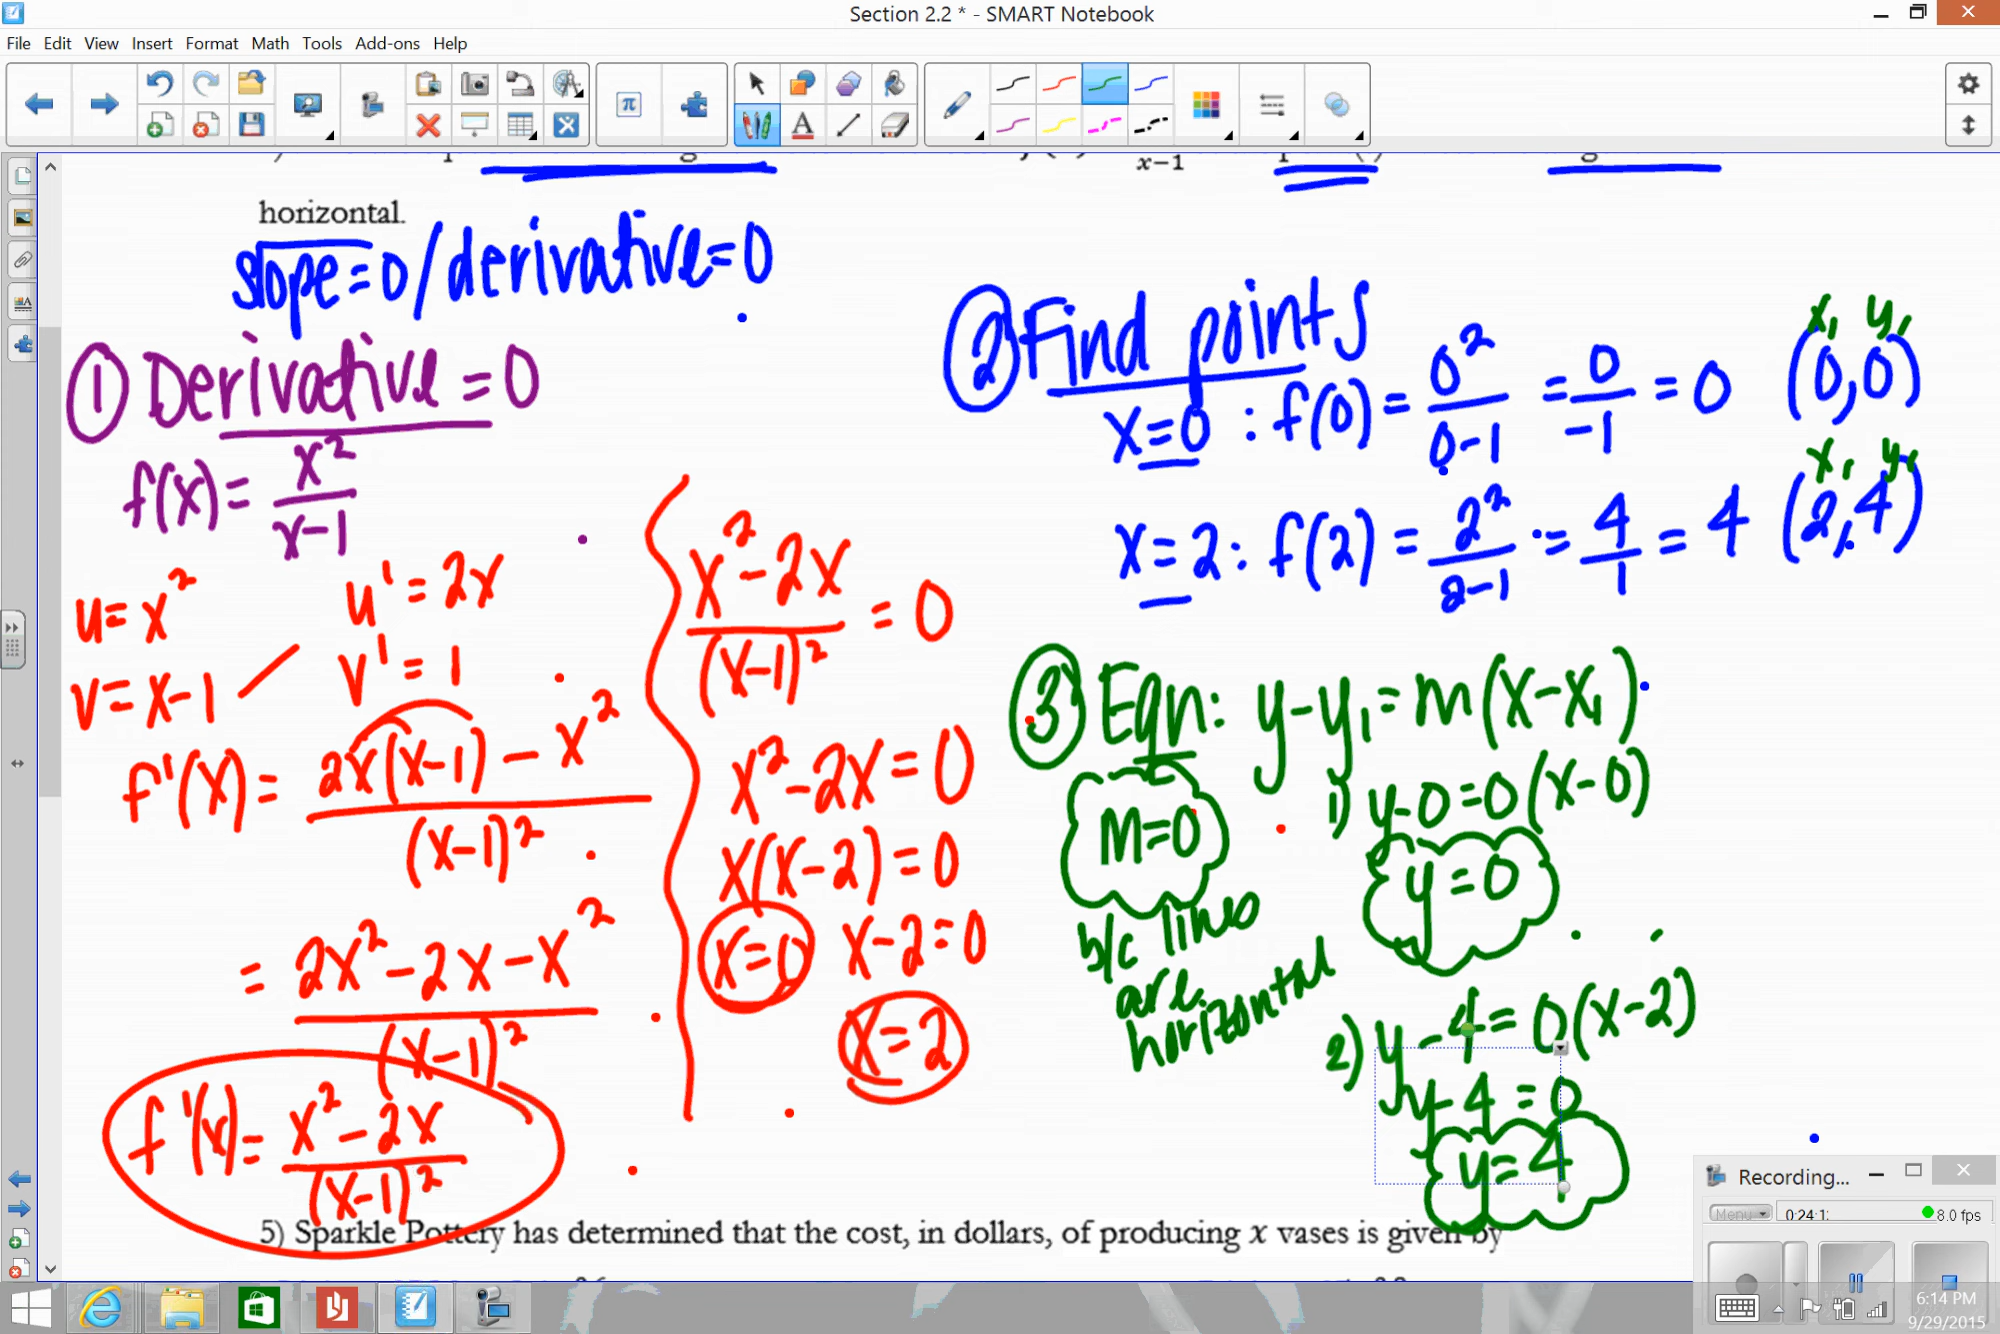 Section 2.2 * - SMART Notebook
File Edit View Insert Format Math Tools Add-ons Help
x−1
horizontal.
slope=0/derivative=0
① Derivative = 0
f(x) = x²/x−1
u = x² u' = 2x
v = x−1 v' = 1
f'(x) = 2x(x−1) − x²/(x−1)²
= 2x² − 2x − x²/(x−1)²
f'(x) = x² − 2x/(x−1)²
x² − 2x/(x−1)² = 0
x² − 2x = 0
x(x−2) = 0
x=0 x−2=0
x=2
② Find points
x=0 : f(0) = 0²/0−1 = 0/−1 = 0 (0,0) x₁ y₁
x=2 : f(2) = 2²/2−1 = 4/1 = 4 (2,4) x₁ y₁
③ Eqn: y−y₁ = m(x−x₁)
m=0
b/c lines
are
horizontal
1) y−0=0(x−0)
y=0
2) y−4=0(x−2)
y−4=0
y=4
5) Sparkle Pottery has determined that the cost, in dollars, of producing x vases is given by
Recording...
Menu
0:24:1
8.0 fps
6:14 PM
9/29/2015